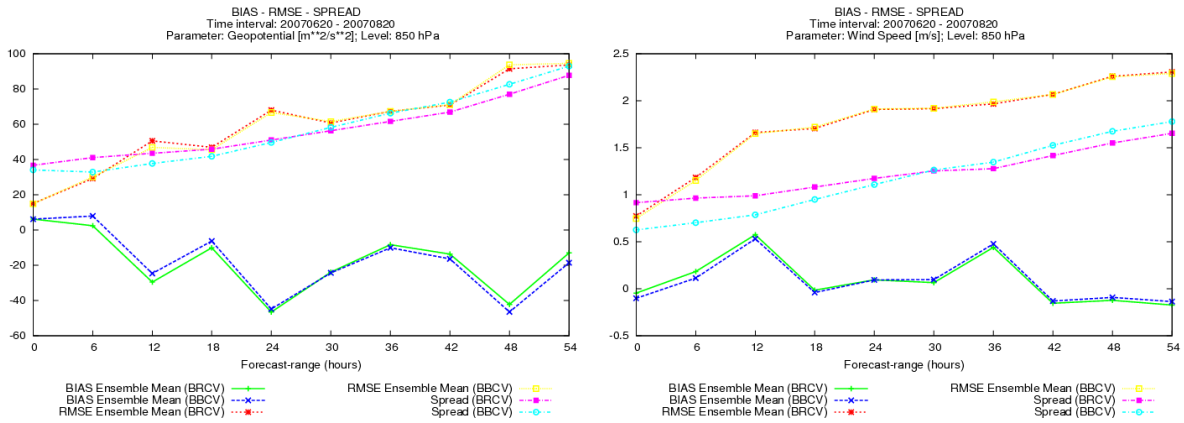 BIAS - RMSE - SPREAD
Time interval: 20070620 - 20070820
Parameter: Geopotential [m**2/s**2]; Level: 850 hPa
100
80
60
40
20
0
-20
-40
-60
0 6 12 18 24 30 36 42 48 54
Forecast-range (hours)
BIAS Ensemble Mean (BRCV)
BIAS Ensemble Mean (BBCV)
RMSE Ensemble Mean (BRCV)
RMSE Ensemble Mean (BBCV)
Spread (BRCV)
Spread (BBCV)
BIAS - RMSE - SPREAD
Time interval: 20070620 - 20070820
Parameter: Wind Speed [m/s]; Level: 850 hPa
2.5
2
1.5
1
0.5
0
-0.5
0 6 12 18 24 30 36 42 48 54
Forecast-range (hours)
BIAS Ensemble Mean (BRCV)
BIAS Ensemble Mean (BBCV)
RMSE Ensemble Mean (BRCV)
RMSE Ensemble Mean (BBCV)
Spread (BRCV)
Spread (BBCV)